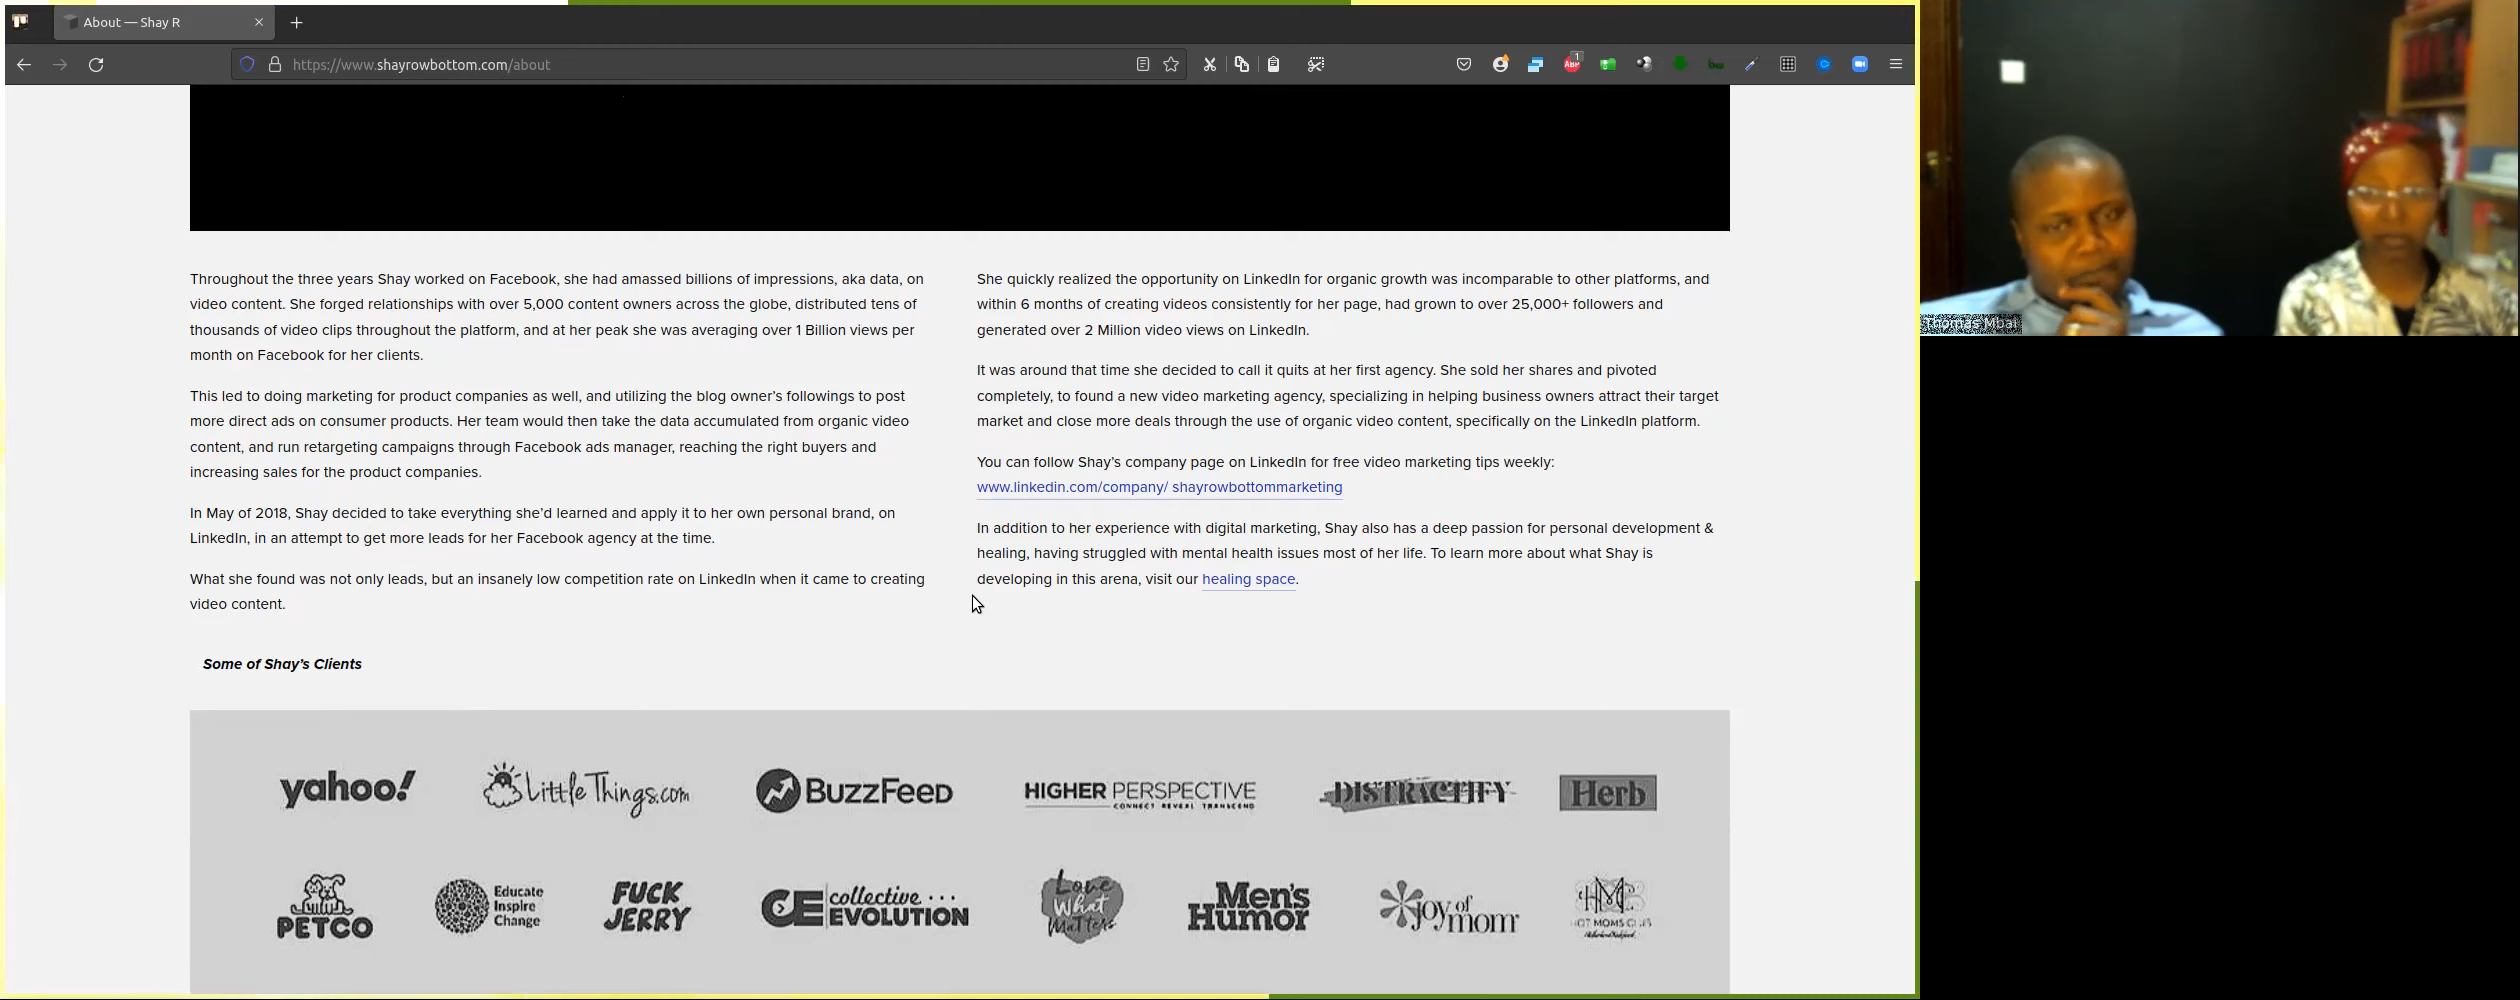 About — Shay R
https://www.shayrowbottom.com/about
1
ABP
Throughout the three years Shay worked on Facebook, she had amassed billions of impressions, aka data, on
video content. She forged relationships with over 5,000 content owners across the globe, distributed tens of
thousands of video clips throughout the platform, and at her peak she was averaging over 1 Billion views per
month on Facebook for her clients.
This led to doing marketing for product companies as well, and utilizing the blog owner's followings to post
more direct ads on consumer products. Her team would then take the data accumulated from organic video
content, and run retargeting campaigns through Facebook ads manager, reaching the right buyers and
increasing sales for the product companies.
In May of 2018, Shay decided to take everything she'd learned and apply it to her own personal brand, on
LinkedIn, in an attempt to get more leads for her Facebook agency at the time.
What she found was not only leads, but an insanely low competition rate on LinkedIn when it came to creating
video content.
She quickly realized the opportunity on LinkedIn for organic growth was incomparable to other platforms, and
within 6 months of creating videos consistently for her page, had grown to over 25,000+ followers and
generated over 2 Million video views on LinkedIn.
It was around that time she decided to call it quits at her first agency. She sold her shares and pivoted
completely, to found a new video marketing agency, specializing in helping business owners attract their target
market and close more deals through the use of organic video content, specifically on the LinkedIn platform.
You can follow Shay's company page on LinkedIn for free video marketing tips weekly:
www.linkedin.com/company/ shayrowbottommarketing
In addition to her experience with digital marketing, Shay also has a deep passion for personal development &
healing, having struggled with mental health issues most of her life. To learn more about what Shay is
developing in this arena, visit our healing space.
Some of Shay's Clients
yahoo!
LittleThings.com
BuzzFeed
HIGHER PERSPECTIVE
CONNECT REVEAL TRANSCEND
DISTRACTIFY
Herb
PETCO
Educate
Inspire
Change
FUCK
JERRY
CE collective
EVOLUTION
Love
What
Matters
Men's
Humor
joy of
mom
HMC
Thomas Mbai